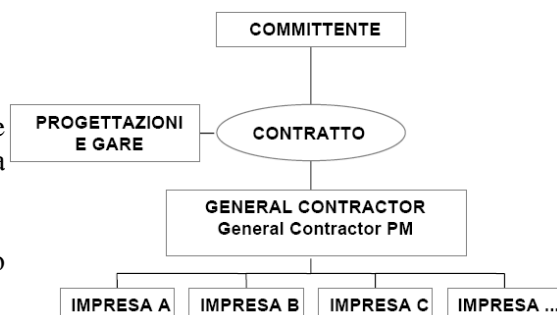 COMMITTENTE
e
a
PROGETTAZIONI
E GARE
CONTRATTO
GENERAL CONTRACTOR
General Contractor PM
o
IMPRESA A
IMPRESA B
IMPRESA C
IMPRESA ...